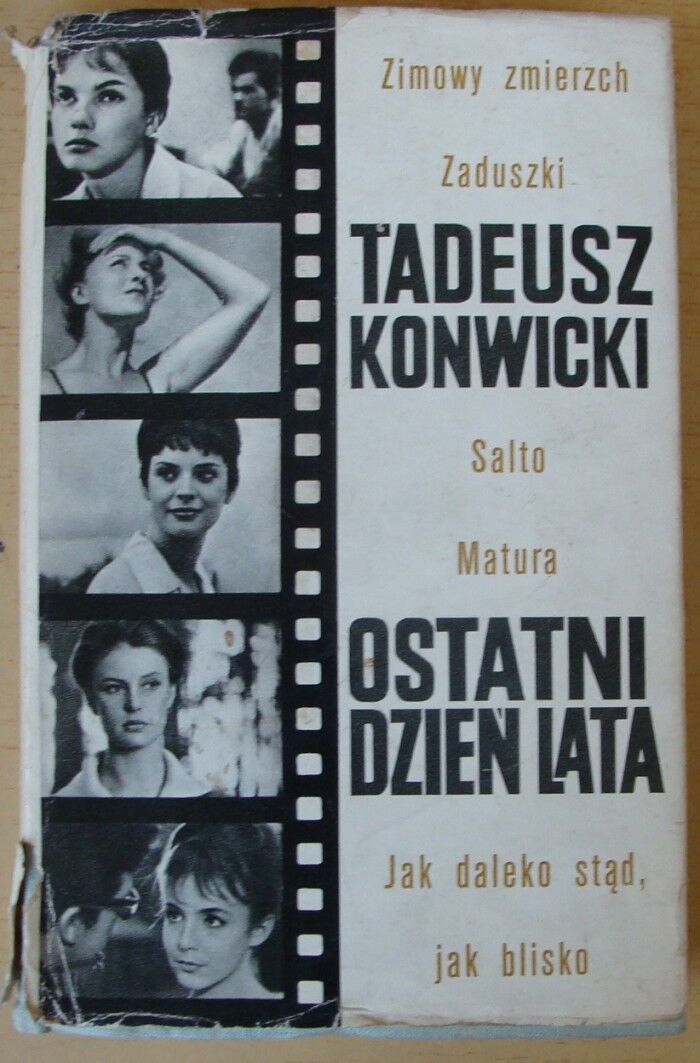 Zimowy zmierzch
Zaduszki
TADEUSZ
KONWICKI
Salto
Matura
OSTATNI
DZIEŃ LATA
Jak daleko stąd,
jak blisko